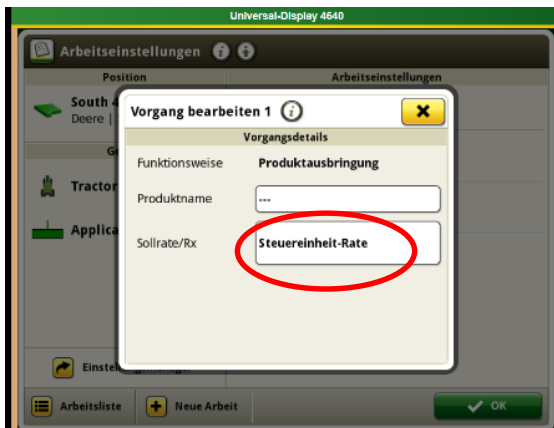 Universal-Display 4640
Arbeitseinstellungen
Position
Arbeitseinstellungen
South 4
Deere |
Vorgang bearbeiten 1
Vorgangsdetails
Funktionsweise Produktausbringung
Tractor
Produktname ---
Applica
Sollrate/Rx Steuereinheit-Rate
Arbeitsliste
Neue Arbeit
OK